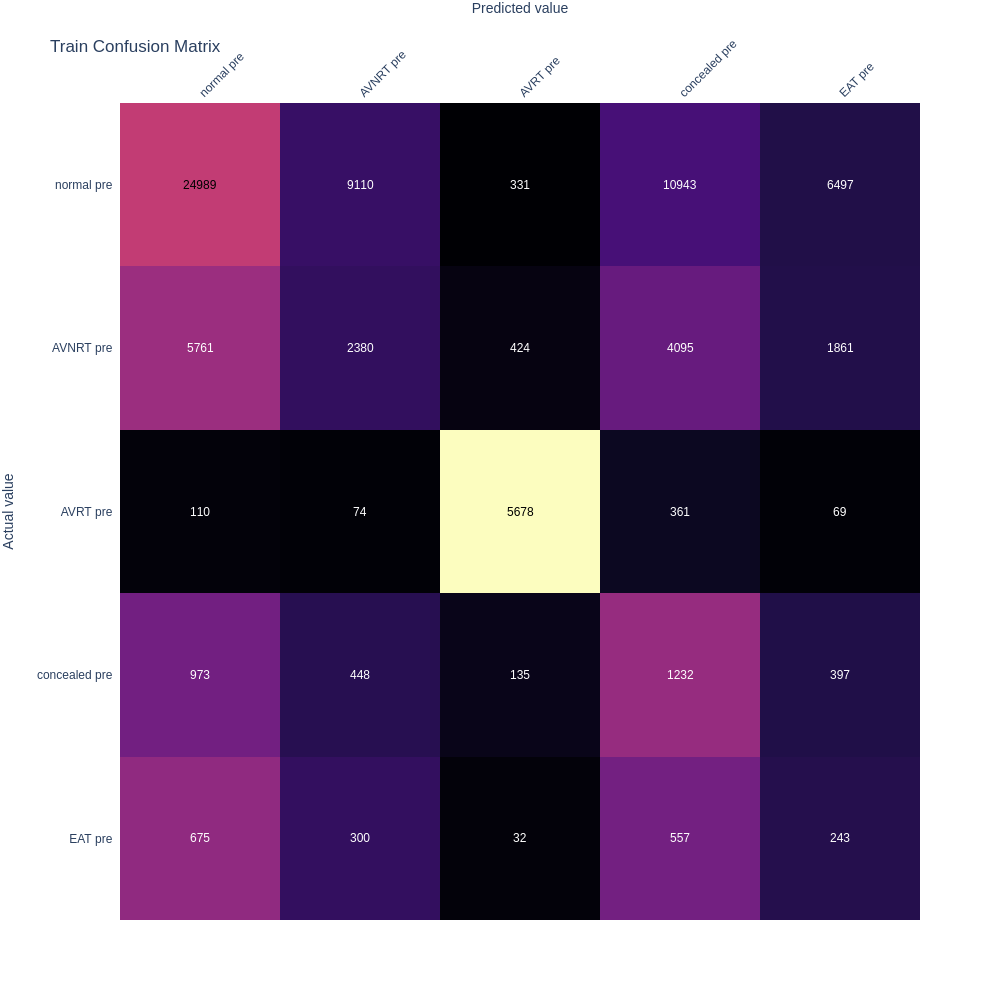 Predicted value
Train Confusion Matrix
normal pre AVNRT pre AVRT pre concealed pre EAT pre
normal pre 24989 9110 331 10943 6497
AVNRT pre 5761 2380 424 4095 1861
AVRT pre 110 74 5678 361 69
concealed pre 973 448 135 1232 397
EAT pre 675 300 32 557 243
Actual value